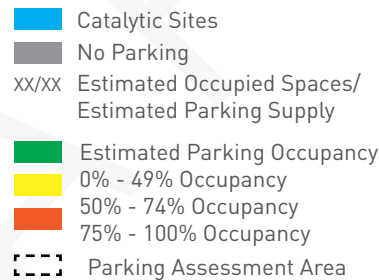 Catalytic Sites
No Parking
XX/XX Estimated Occupied Spaces/
Estimated Parking Supply
Estimated Parking Occupancy
0% - 49% Occupancy
50% - 74% Occupancy
75% - 100% Occupancy
Parking Assessment Area